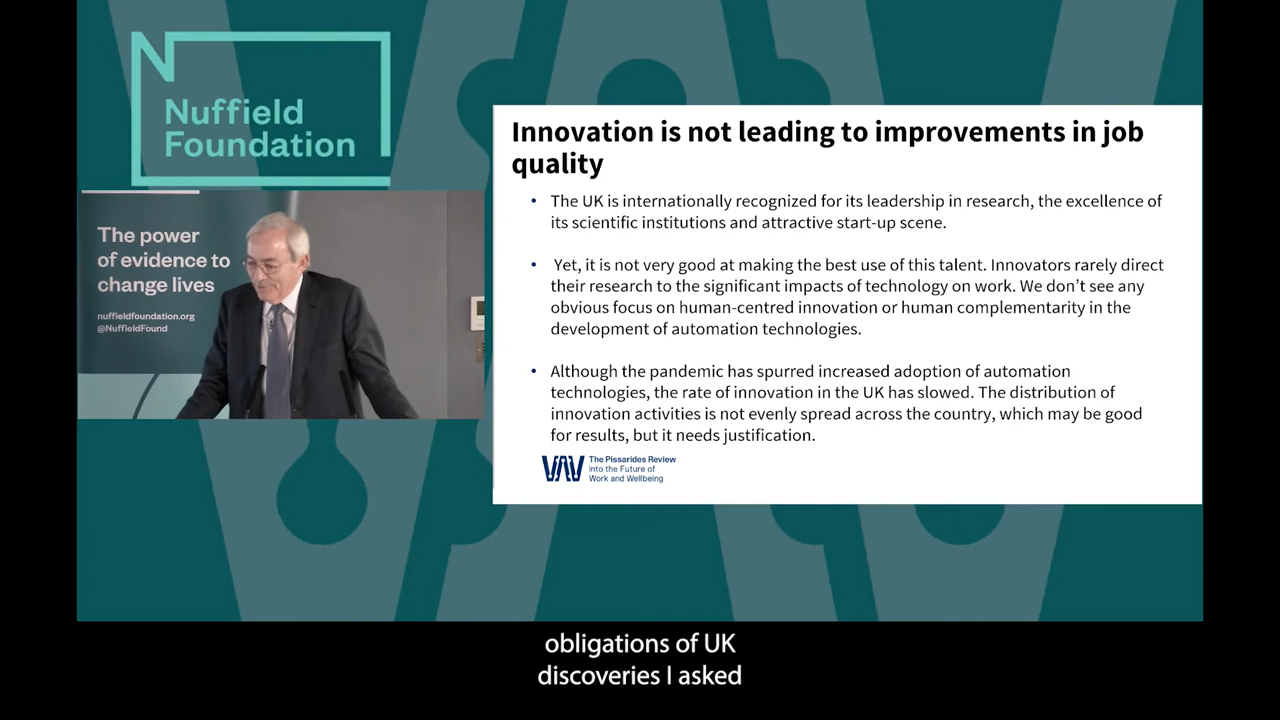 Nuffield
Foundation
The power
of evidence to
change lives
nuffieldfoundation.org
@NuffieldFound
Innovation is not leading to improvements in job
quality
• The UK is internationally recognized for its leadership in research, the excellence of
its scientific institutions and attractive start-up scene.
• Yet, it is not very good at making the best use of this talent. Innovators rarely direct
their research to the significant impacts of technology on work. We don’t see any
obvious focus on human-centred innovation or human complementarity in the
development of automation technologies.
• Although the pandemic has spurred increased adoption of automation
technologies, the rate of innovation in the UK has slowed. The distribution of
innovation activities is not evenly spread across the country, which may be good
for results, but it needs justification.
The Pissarides Review
into the Future of
Work and Wellbeing
obligations of UK
discoveries I asked